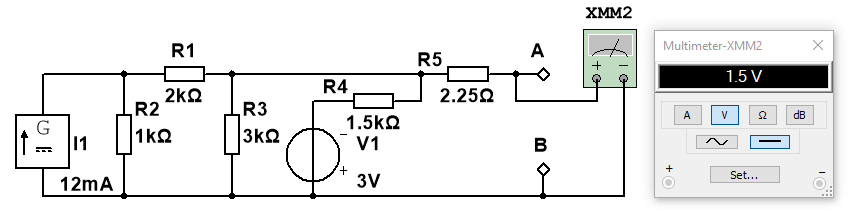 XMM2
A
R1
2kΩ
R2
1kΩ
R3
3kΩ
R4
1.5kΩ
R5
2.25Ω
G
I1
12mA
V1
3V
B
+ −
−
+
Multimeter-XMM2
1.5 V
A V Ω dB
+ Set... −